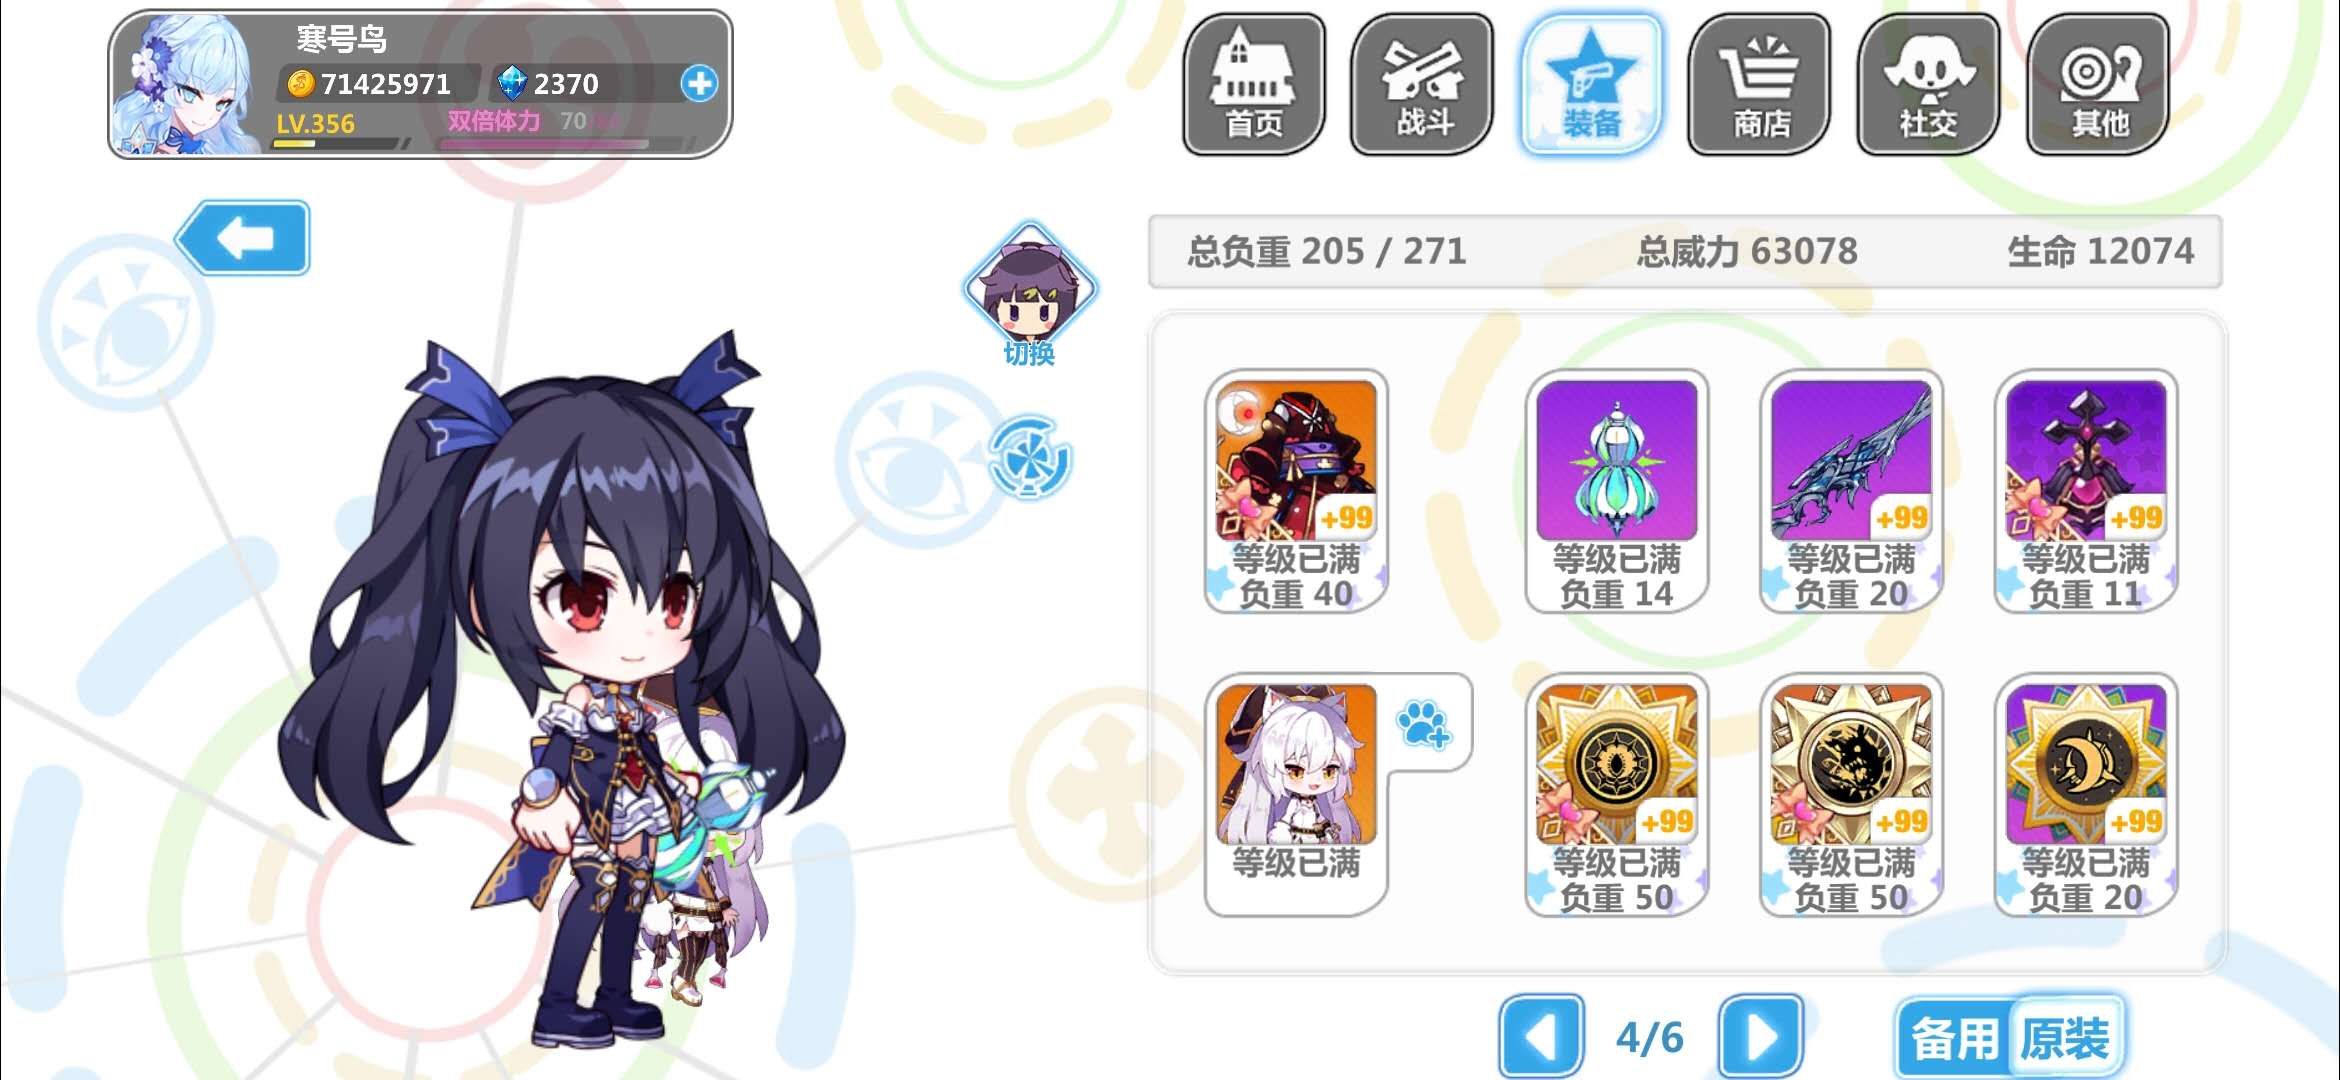 寒号鸟
71425971
2370
LV.356
双倍体力 70
首页
战斗
装备
商店
社交
其他
切换
总负重 205 / 271
总威力 63078
生命 12074
+99
等级已满
负重 40
等级已满
负重 14
+99
等级已满
负重 20
+99
等级已满
负重 11
等级已满
+99
等级已满
负重 50
+99
等级已满
负重 50
+99
等级已满
负重 20
4/6
备用
原装